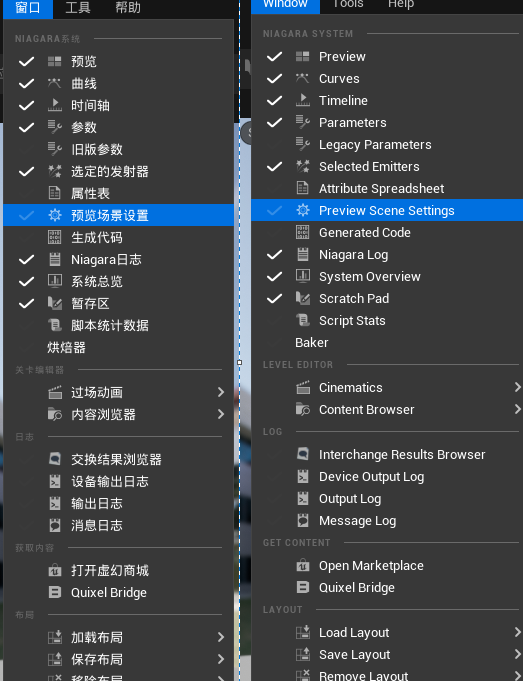 窗口 工具 帮助
NIAGARA系统
预览
曲线
时间轴
参数
旧版参数
选定的发射器
属性表
预览场景设置
生成代码
Niagara日志
系统总览
暂存区
脚本统计数据
烘焙器
关卡编辑器
过场动画
内容浏览器
日志
交换结果浏览器
设备输出日志
输出日志
消息日志
获取内容
打开虚幻商城
Quixel Bridge
布局
加载布局
保存布局
移除布局
Window Tools Help
NIAGARA SYSTEM
Preview
Curves
Timeline
Parameters
Legacy Parameters
Selected Emitters
Attribute Spreadsheet
Preview Scene Settings
Generated Code
Niagara Log
System Overview
Scratch Pad
Script Stats
Baker
LEVEL EDITOR
Cinematics
Content Browser
LOG
Interchange Results Browser
Device Output Log
Output Log
Message Log
GET CONTENT
Open Marketplace
Quixel Bridge
LAYOUT
Load Layout
Save Layout
Remove Layout